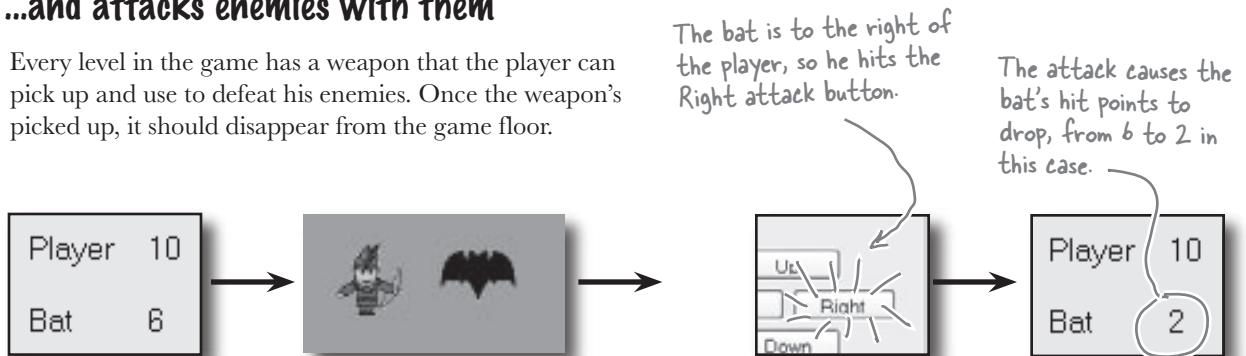 ...and attacks enemies with them
Every level in the game has a weapon that the player can
pick up and use to defeat his enemies. Once the weapon's
picked up, it should disappear from the game floor.
The bat is to the right of
the player, so he hits the
Right attack button.
The attack causes the
bat's hit points to
drop, from 6 to 2 in
this case.
Player 10
Bat 6
Up
Right
Down
Player 10
Bat 2